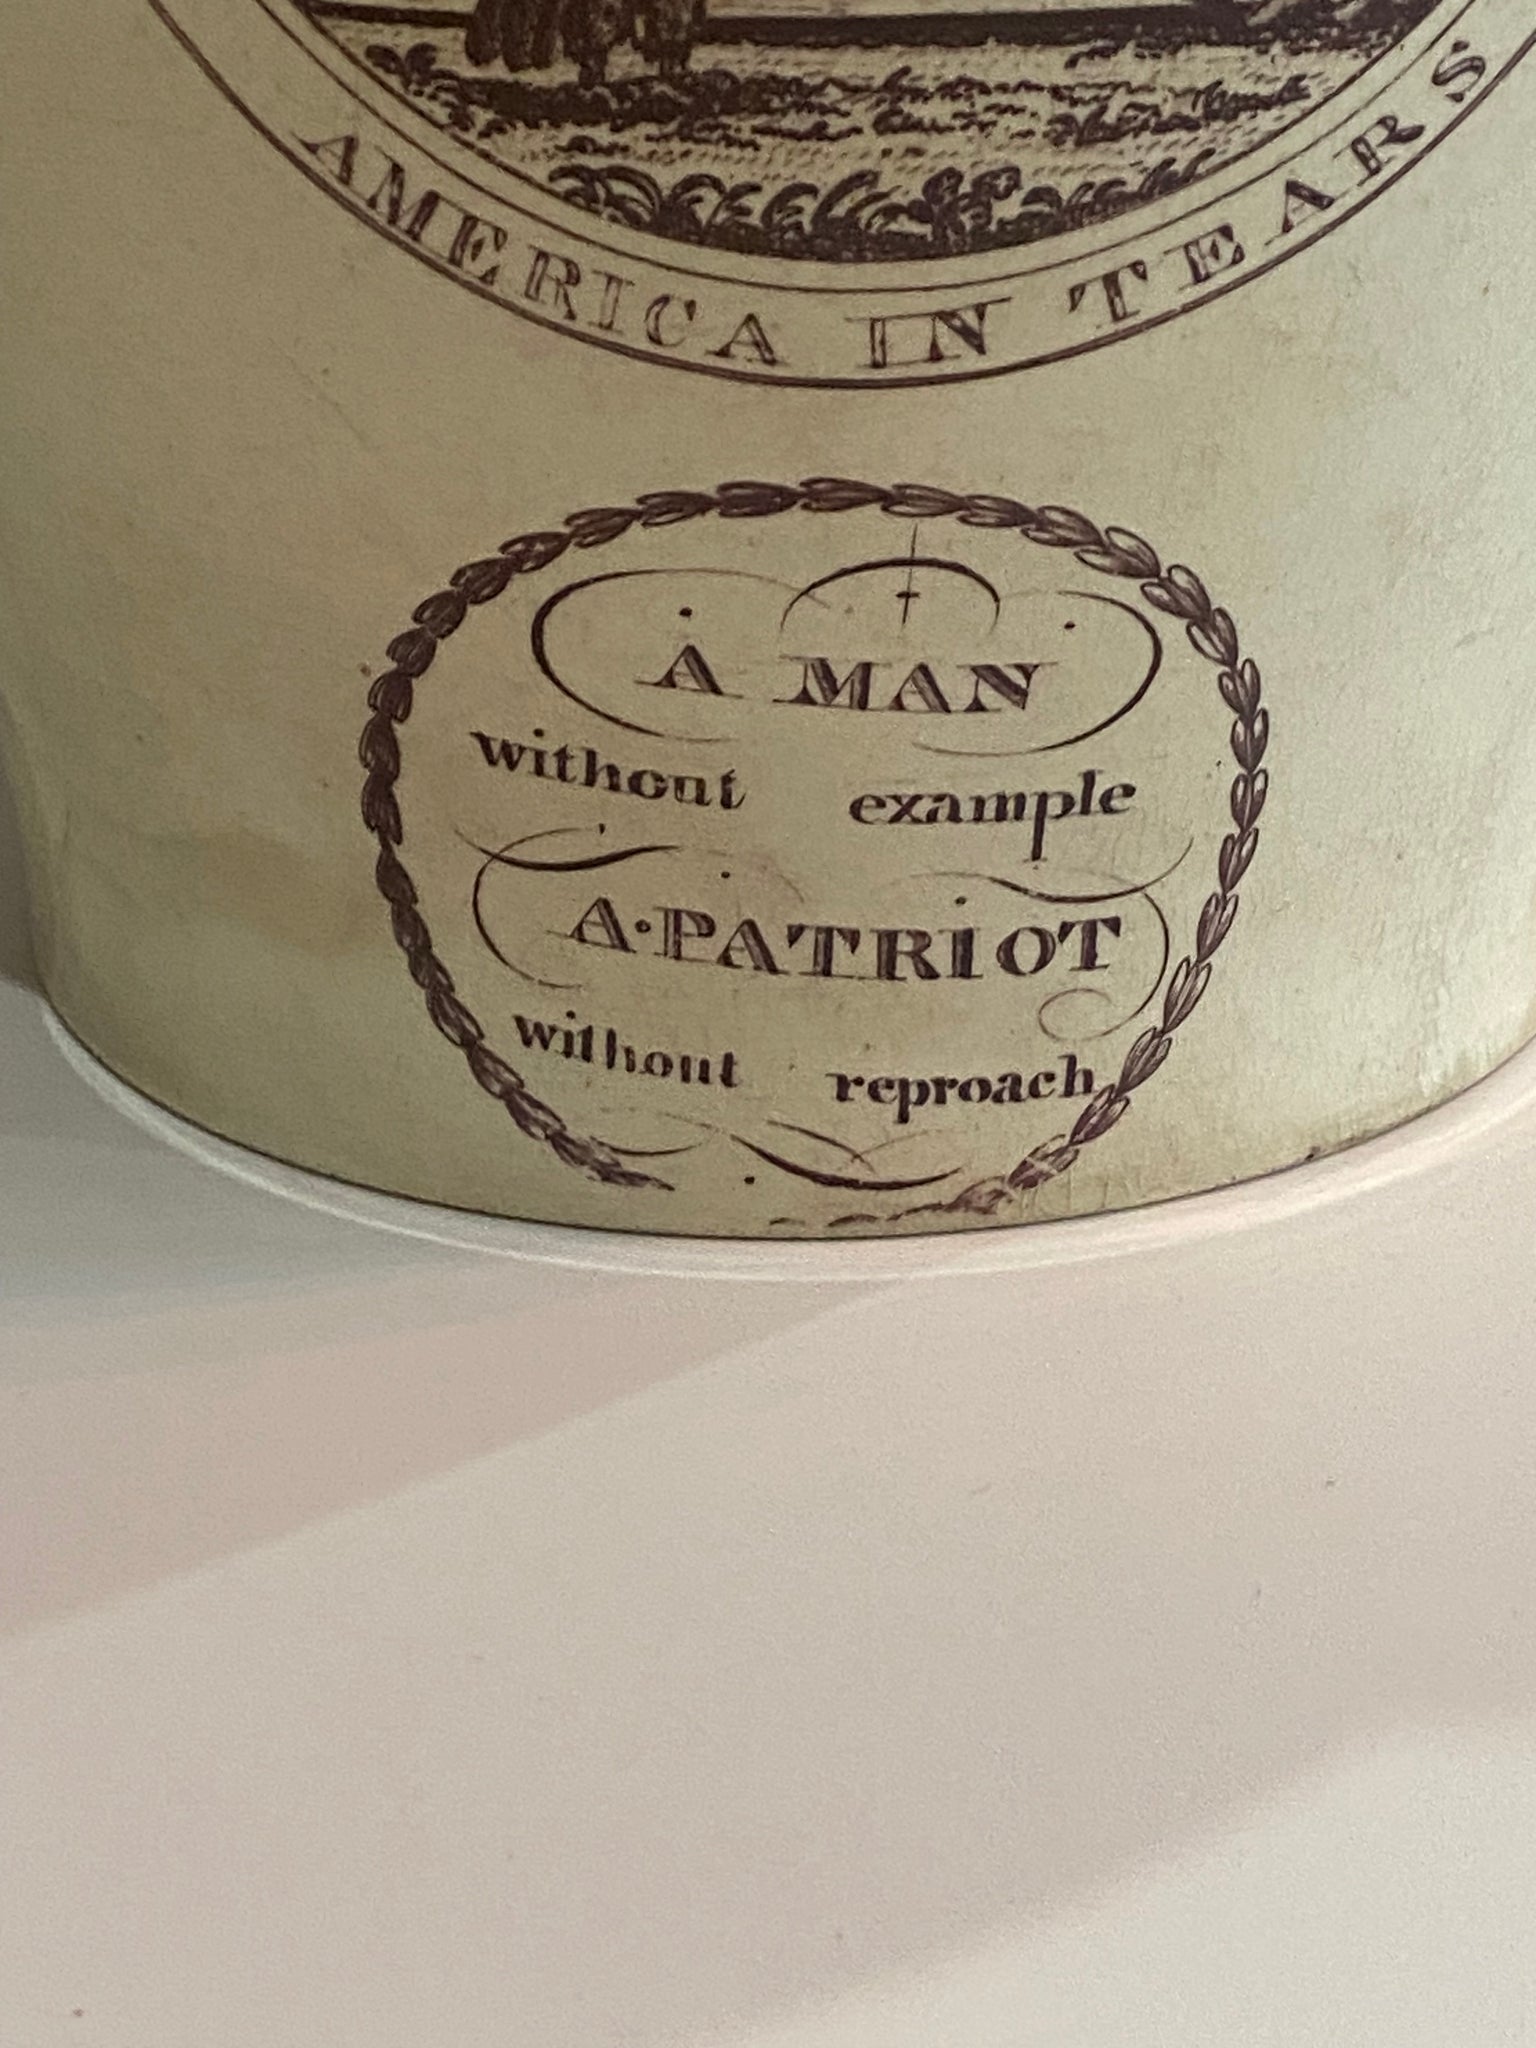 AMERICA IN TEARS
A MAN
without example
A·PATRIOT
without reproach